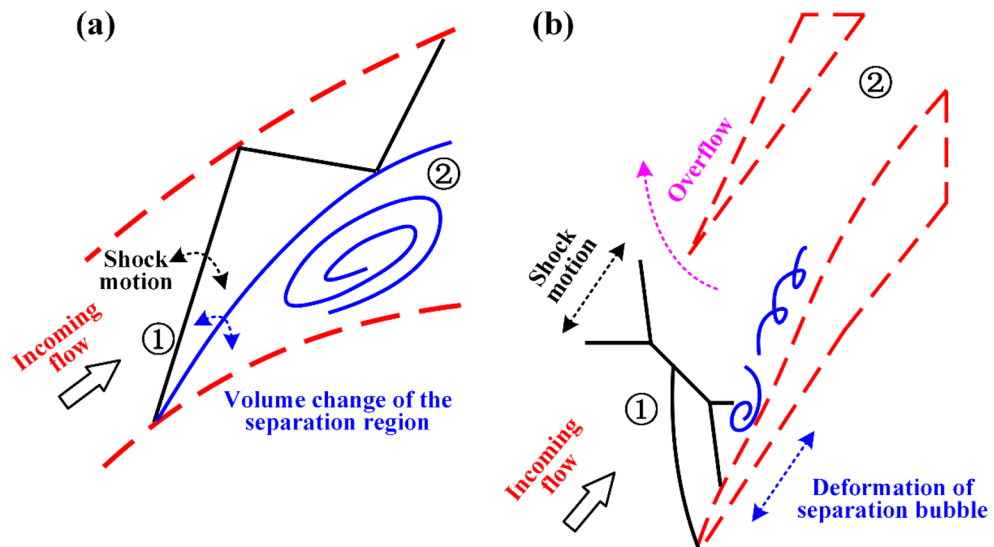 (a)
Shock
motion
①
②
Incoming
flow
Volume change of the
separation region
(b)
②
Overflow
Shock
motion
①
Incoming
flow
Deformation of
separation bubble